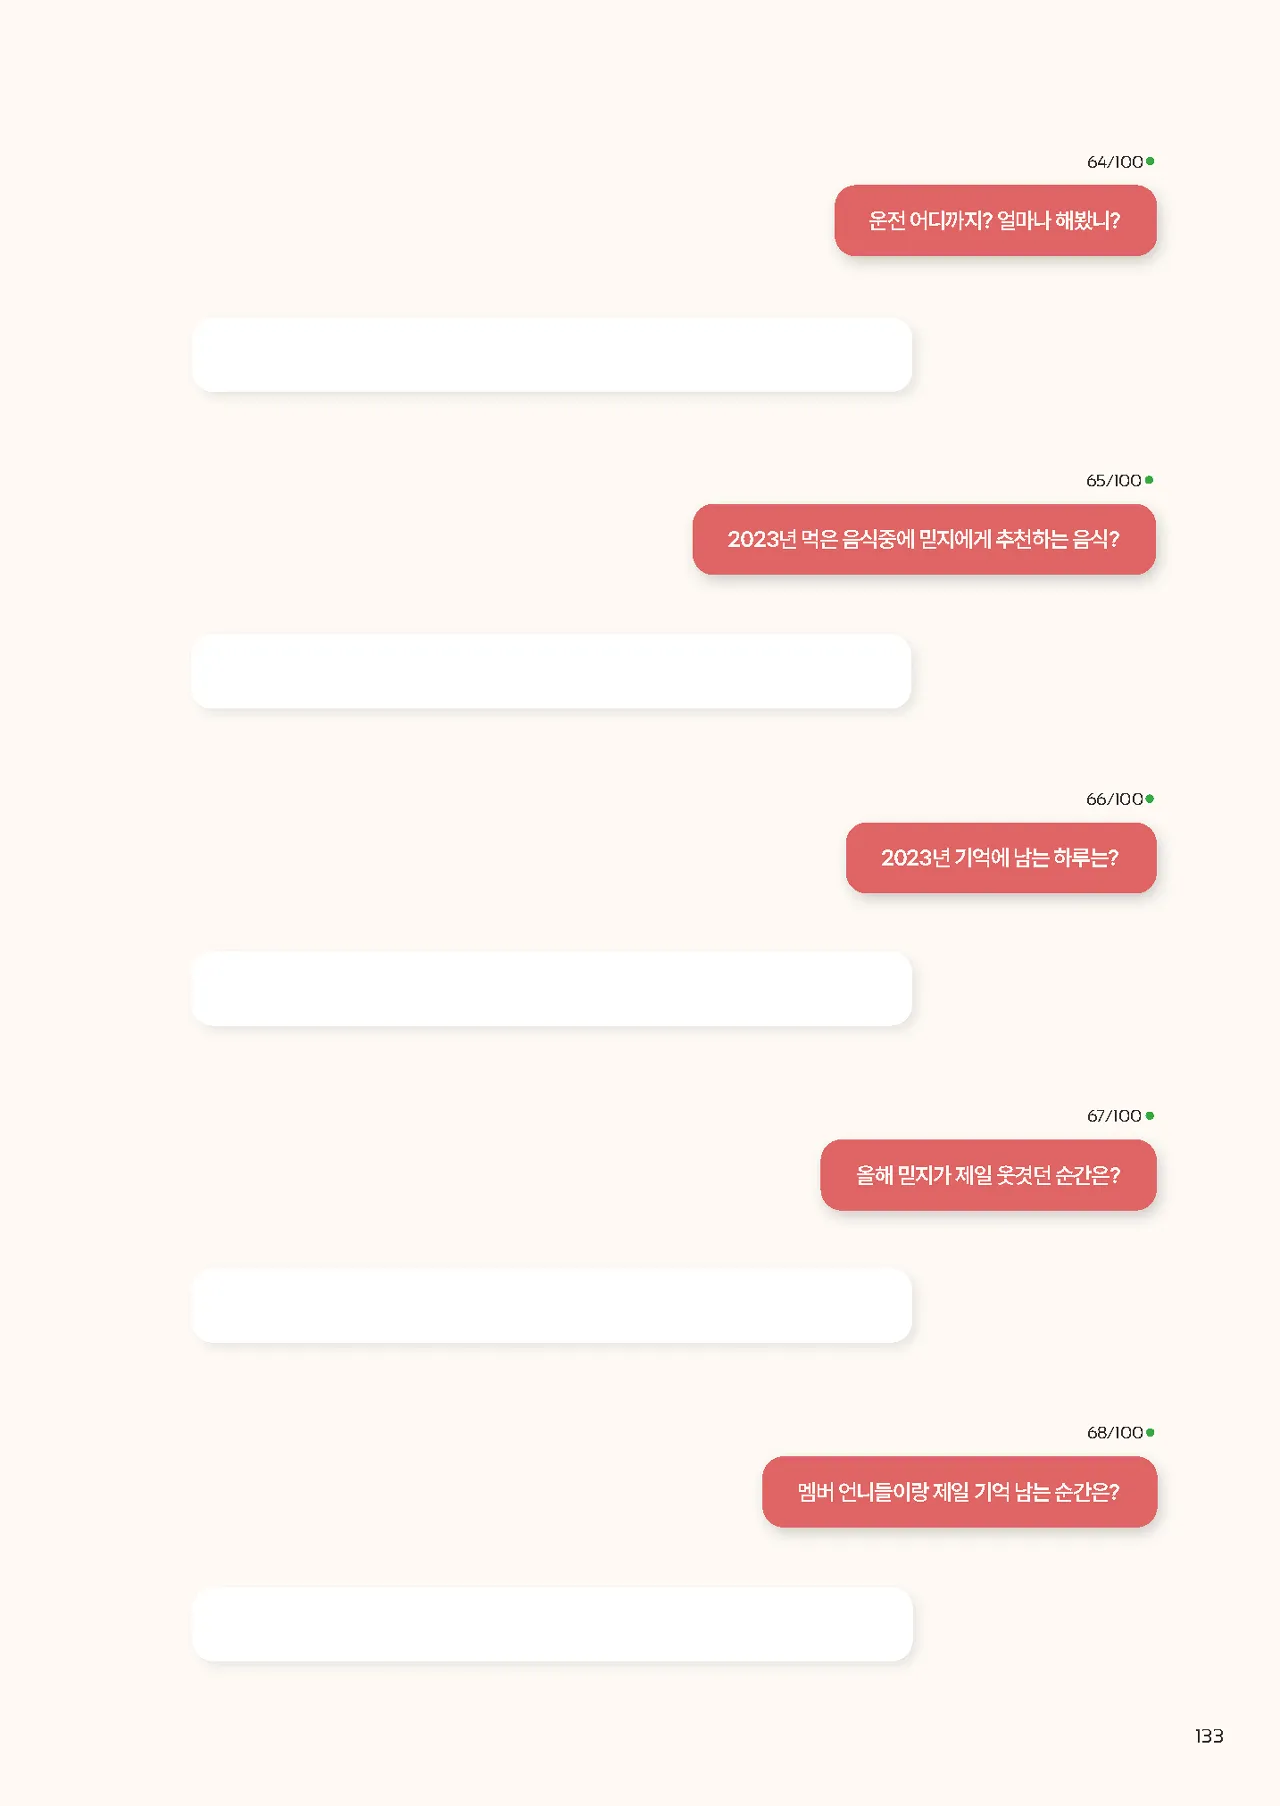 64/100
운전 어디까지? 얼마나 해봤니?
65/100
2023년 먹은 음식중에 믿지에게 추천하는 음식?
66/100
2023년 기억에 남는 하루는?
67/100
올해 믿지가 제일 웃겻던 순간은?
68/100
멤버 언니들이랑 제일 기억 남는 순간은?
133